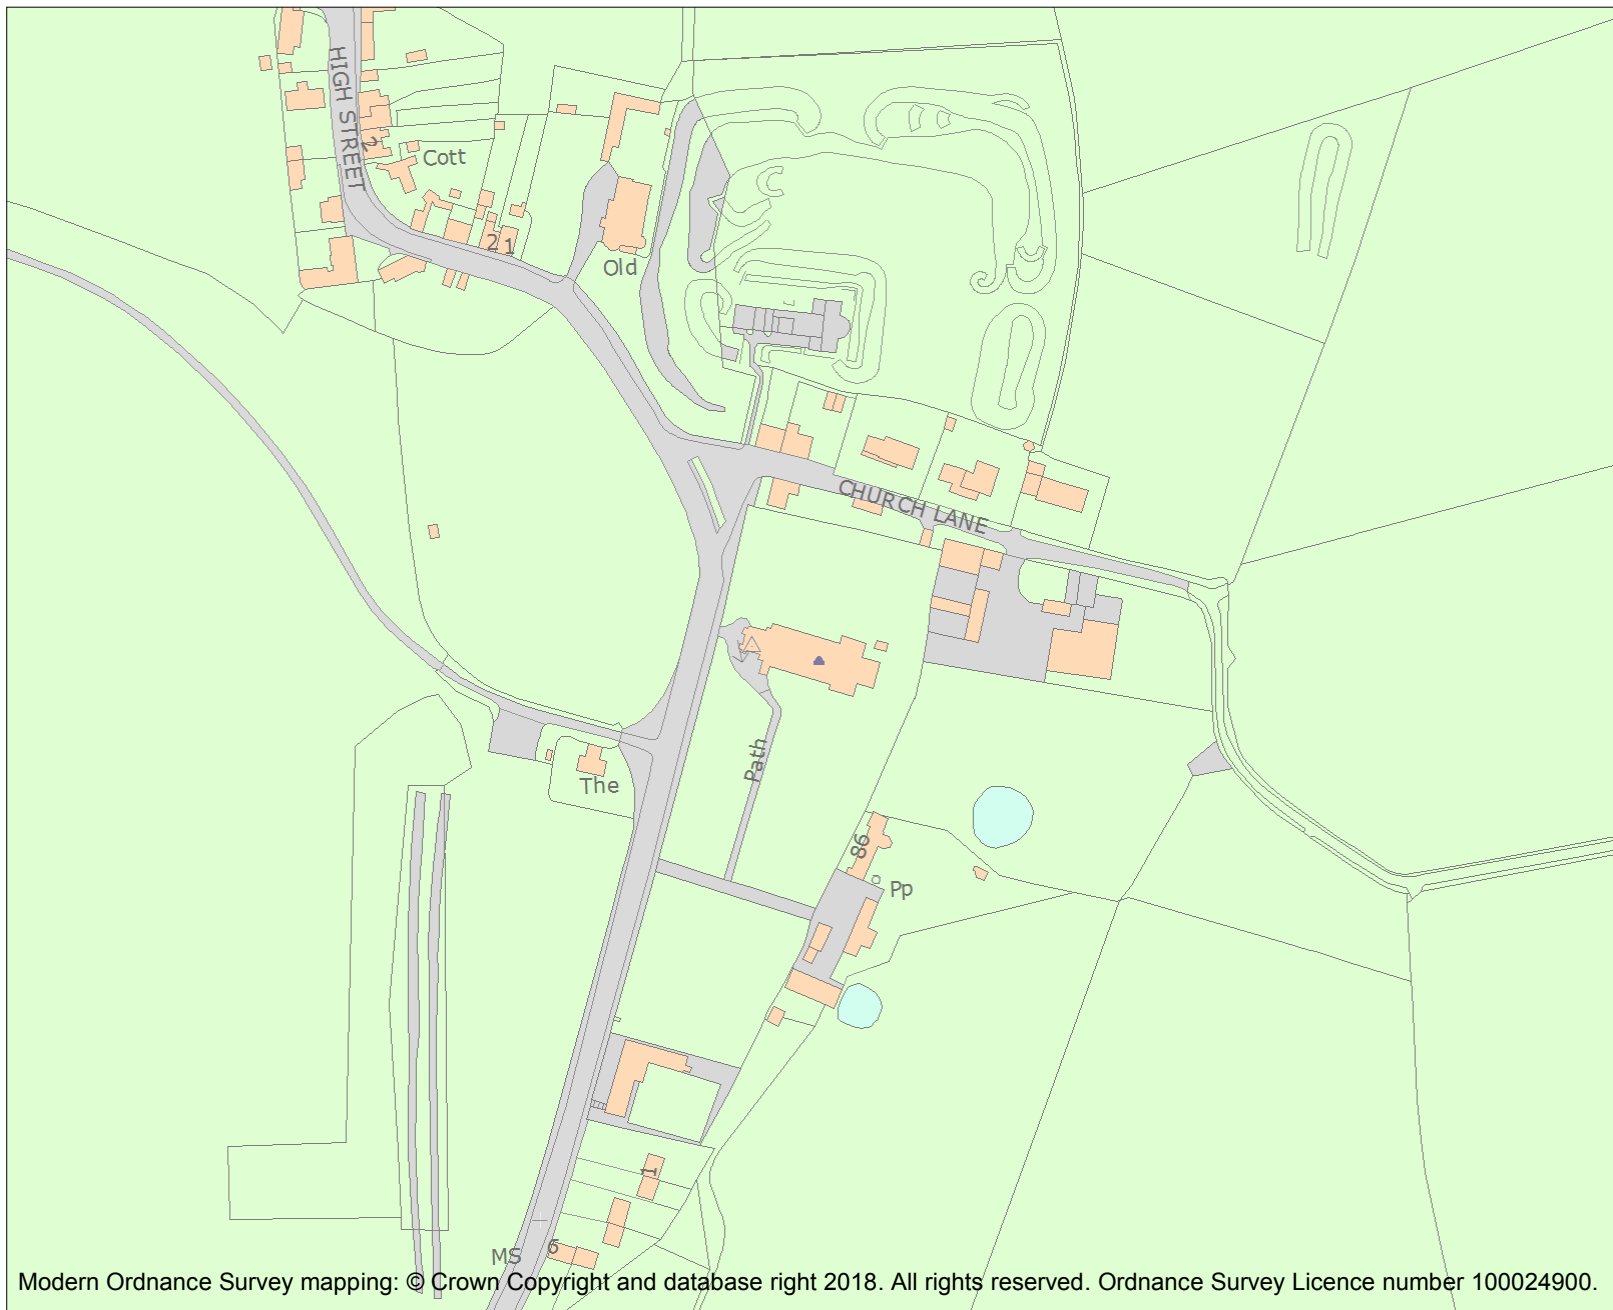 HIGH STREET
2
Cott
2
1
Old
CHURCH LANE
Path
The
86
Pp
1
MS
6
Modern Ordnance Survey mapping: © Crown Copyright and database right 2018. All rights reserved. Ordnance Survey Licence number 100024900.